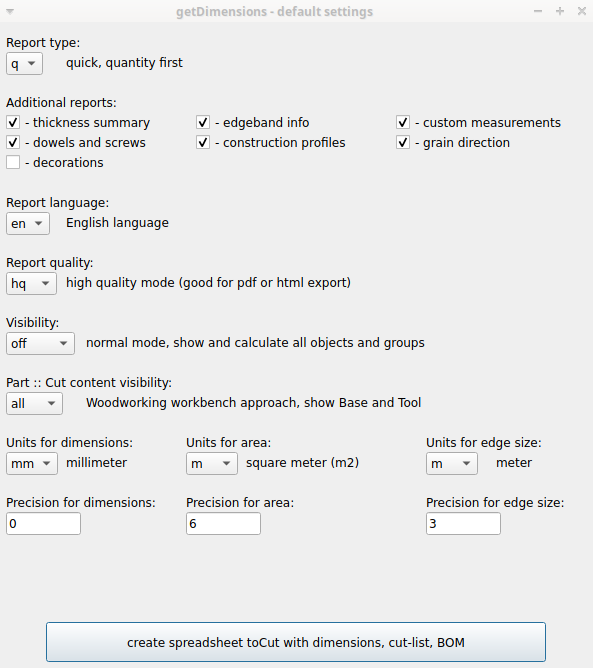 getDimensions - default settings
Report type:
q quick, quantity first
Additional reports:
- thickness summary - edgeband info - custom measurements
- dowels and screws - construction profiles - grain direction
- decorations
Report language:
en English language
Report quality:
hq high quality mode (good for pdf or html export)
Visibility:
off normal mode, show and calculate all objects and groups
Part :: Cut content visibility:
all Woodworking workbench approach, show Base and Tool
Units for dimensions: Units for area: Units for edge size:
mm millimeter m square meter (m2) m meter
Precision for dimensions: Precision for area: Precision for edge size:
0 6 3
create spreadsheet toCut with dimensions, cut-list, BOM